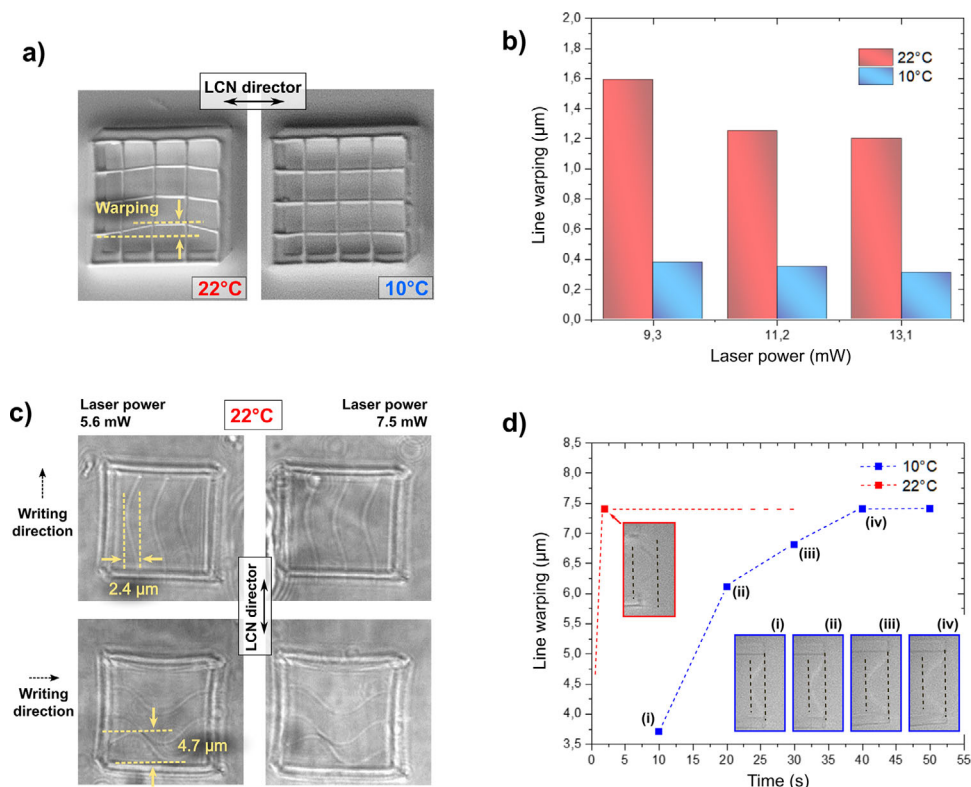 a)
LCN director
Warping
22°C
10°C
b)
2,0
1,8
1,6
1,4
1,2
1,0
0,8
0,6
0,4
0,2
0,0
Line warping (µm)
22°C
10°C
9,3
11,2
13,1
Laser power (mW)
c)
Laser power
5.6 mW
22°C
Laser power
7.5 mW
Writing
direction
2.4 µm
LCN director
Writing
direction
4.7 µm
d)
8,5
8,0
7,5
7,0
6,5
6,0
5,5
5,0
4,5
4,0
3,5
Line warping (µm)
10°C
22°C
(i)
(ii)
(iii)
(iv)
(i)
(ii)
(iii)
(iv)
0
5
10
15
20
25
30
35
40
45
50
55
Time (s)